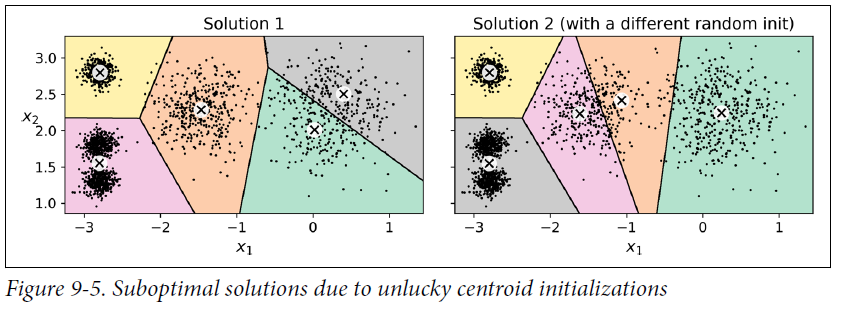 Solution 1
Solution 2 (with a different random init)
3.0
2.5
x2
2.0
1.5
1.0
−3 −2 −1 0 1
−3 −2 −1 0 1
x1
x1
Figure 9-5. Suboptimal solutions due to unlucky centroid initializations